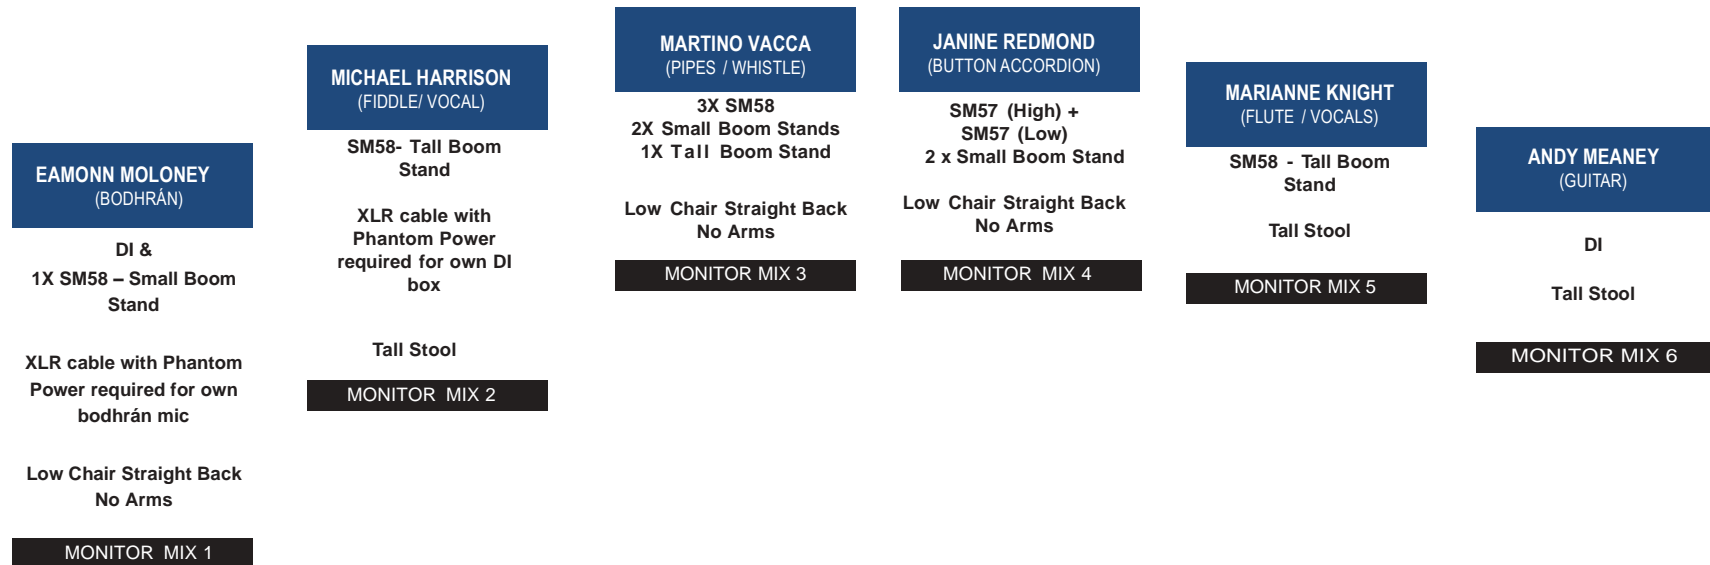 EAMONN MOLONEY
(BODHRÁN)
DI &
1X SM58 – Small Boom
Stand
XLR cable with Phantom
Power required for own
bodhrán mic
Low Chair Straight Back
No Arms
MONITOR MIX 1
MICHAEL HARRISON
(FIDDLE/ VOCAL)
SM58- Tall Boom
Stand
XLR cable with
Phantom Power
required for own DI
box
Tall Stool
MONITOR MIX 2
MARTINO VACCA
(PIPES / WHISTLE)
3X SM58
2X Small Boom Stands
1X Tall Boom Stand
Low Chair Straight Back
No Arms
MONITOR MIX 3
JANINE REDMOND
(BUTTON ACCORDION)
SM57 (High) +
SM57 (Low)
2 x Small Boom Stand
Low Chair Straight Back
No Arms
MONITOR MIX 4
MARIANNE KNIGHT
(FLUTE / VOCALS)
SM58 - Tall Boom
Stand
Tall Stool
MONITOR MIX 5
ANDY MEANEY
(GUITAR)
DI
Tall Stool
MONITOR MIX 6